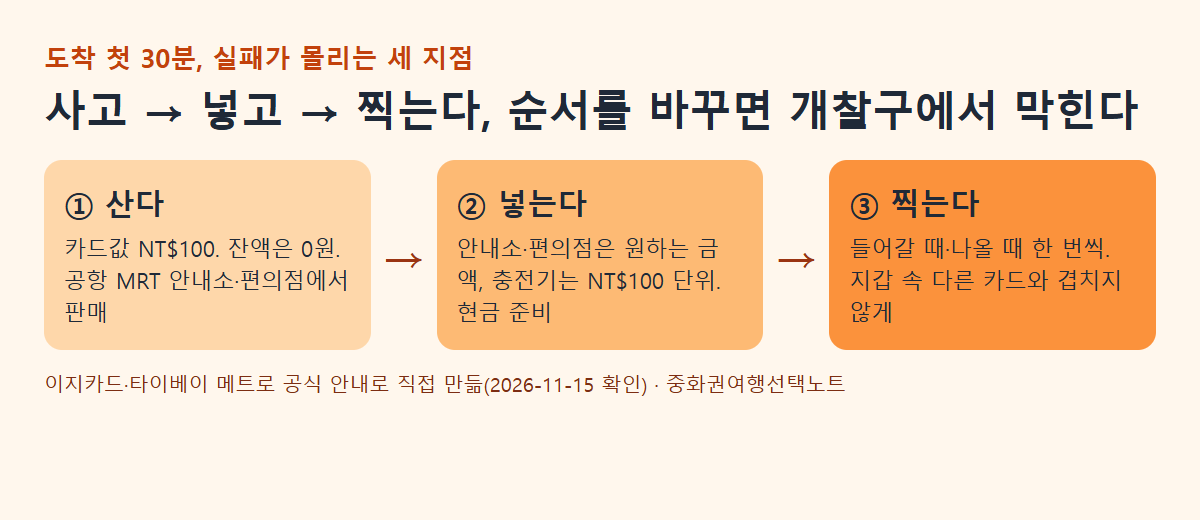 도착 첫 30분, 실패가 몰리는 세 지점
사고 → 넣고 → 찍는다, 순서를 바꾸면 개찰구에서 막힌다
① 산다
카드값 NT$100. 잔액은 0원.
공항 MRT 안내소·편의점에서
판매
→
② 넣는다
안내소·편의점은 원하는 금
액, 충전기는 NT$100 단위.
현금 준비
→
③ 찍는다
들어갈 때·나올 때 한 번씩.
지갑 속 다른 카드와 겹치지
않게
이지카드·타이베이 메트로 공식 안내로 직접 만듦(2026-11-15 확인) · 중화권여행선택노트